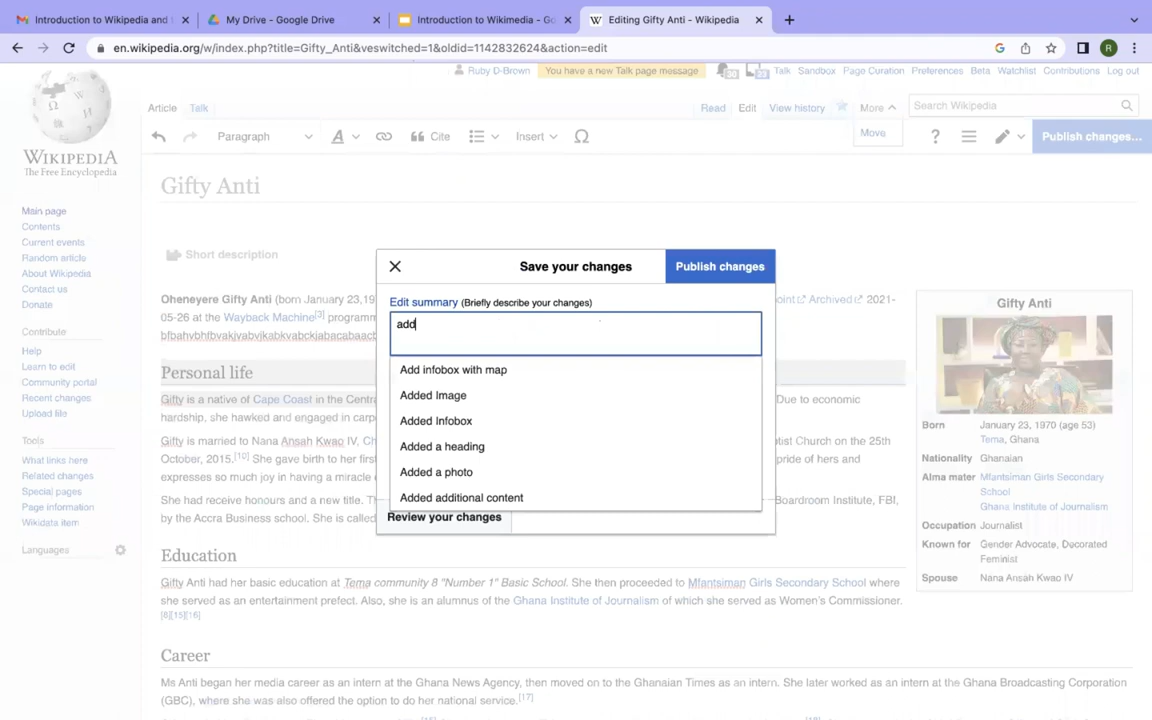 Introduction to Wikipedia and
My Drive - Google Drive
Introduction to Wikimedia - Go
Editing Gifty Anti - Wikipedia
en.wikipedia.org/w/index.php?title=Gifty_Anti&veswitched=1&oldid=1142832624&action=edit
R
Ruby D-Brown
You have a new Talk page message
Talk Sandbox Page Curation Preferences Beta Watchlist Contributions Log out
Article Talk
Read Edit View history
More
Search Wikipedia
Move
Paragraph
A
Cite
Insert
Ω
?
Publish changes...
WIKIPEDIA
The Free Encyclopedia
Main page
Contents
Current events
Random article
About Wikipedia
Contact us
Donate
Contribute
Help
Learn to edit
Community portal
Recent changes
Upload file
Tools
What links here
Related changes
Special pages
Page information
Wikidata item
Languages
Gifty Anti
Short description
Oheneyere Gifty Anti (born January 23,19
oint Archived 2021-
05-26 at the Wayback Machine[3] programm
Personal life
Gifty is a native of Cape Coast in the Centra
Due to economic
hardship, she hawked and engaged in carp
Gifty is married to Nana Ansah Kwao IV, Ch
tist Church on the 25th
October, 2015.[10] She gave birth to her first
pride of hers and
expresses so much joy in having a miracle
She had receive honours and a new title. Th
Boardroom Institute, FBI,
by the Accra Business school. She is called
Save your changes
Publish changes
Edit summary (Briefly describe your changes)
add
Add infobox with map
Added Image
Added Infobox
Added a heading
Added a photo
Added additional content
Review your changes
Education
Gifty Anti had her basic education at Tema community 8 "Number 1" Basic School. She then proceeded to Mfantsiman Girls Secondary School where
she served as an entertainment prefect. Also, she is an alumnus of the Ghana Institute of Journalism of which she served as Women's Commissioner.
[6][15][16]
Career
Ms Anti began her media career as an intern at the Ghana News Agency, then moved on to the Ghanaian Times as an intern. She later worked as an intern at the Ghana Broadcasting Corporation
(GBC), where she was also offered the option to do her national service.[17]
Gifty Anti
Born January 23, 1970 (age 53)
Tema, Ghana
Nationality Ghanaian
Alma mater Mfantsiman Girls Secondary
School
Ghana Institute of Journalism
Occupation Journalist
Known for Gender Advocate, Decorated
Feminist
Spouse Nana Ansah Kwao IV